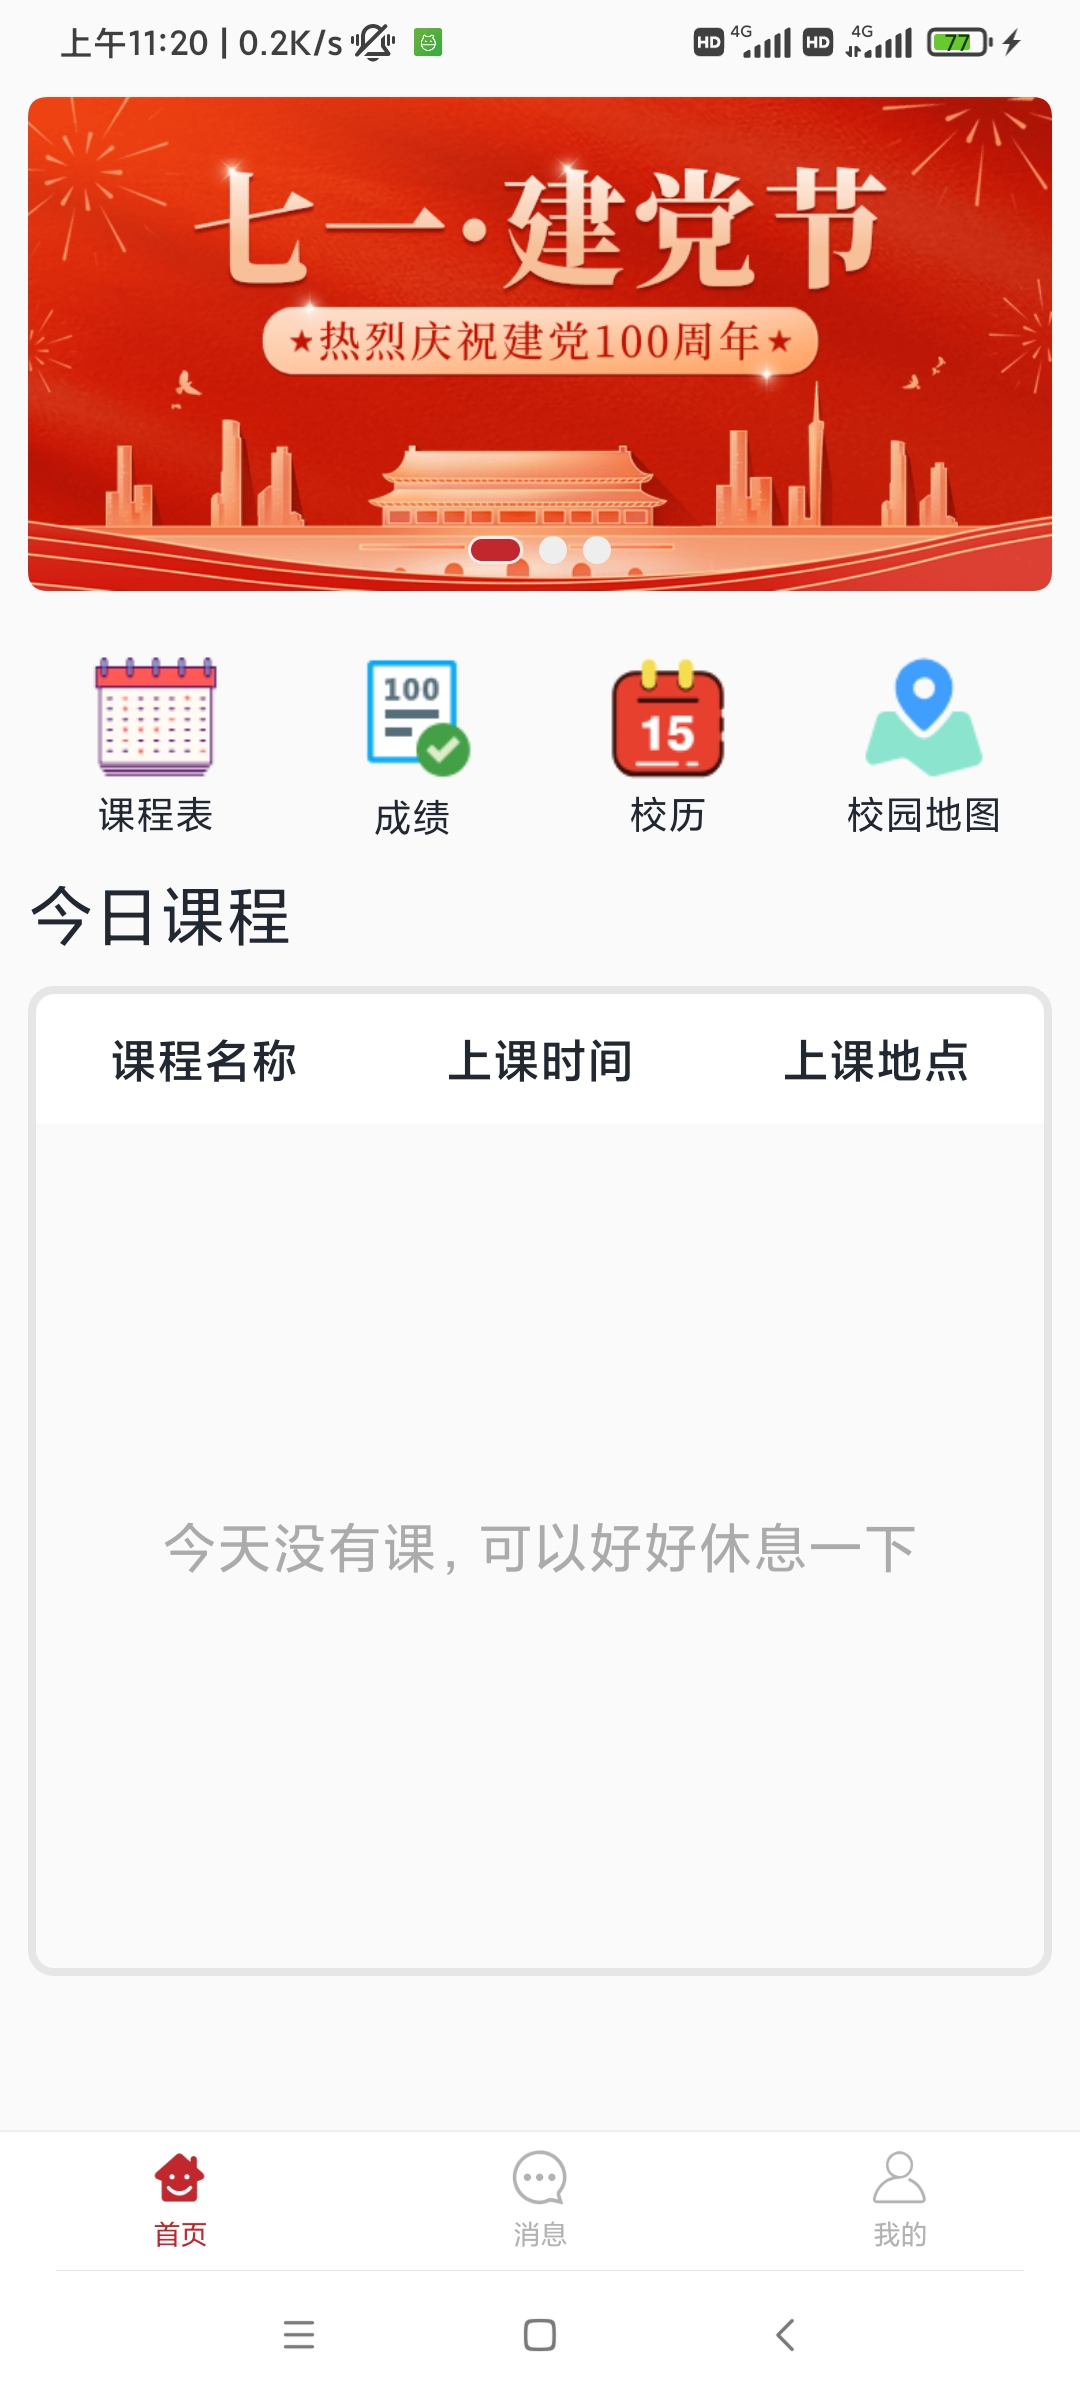 上午11:20 | 0.2K/s
HD 4G HD 4G 77
七一·建党节
★热烈庆祝建党100周年★
100
15
课程表 成绩 校历 校园地图
今日课程
课程名称 上课时间 上课地点
今天没有课，可以好好休息一下
首页 消息 我的